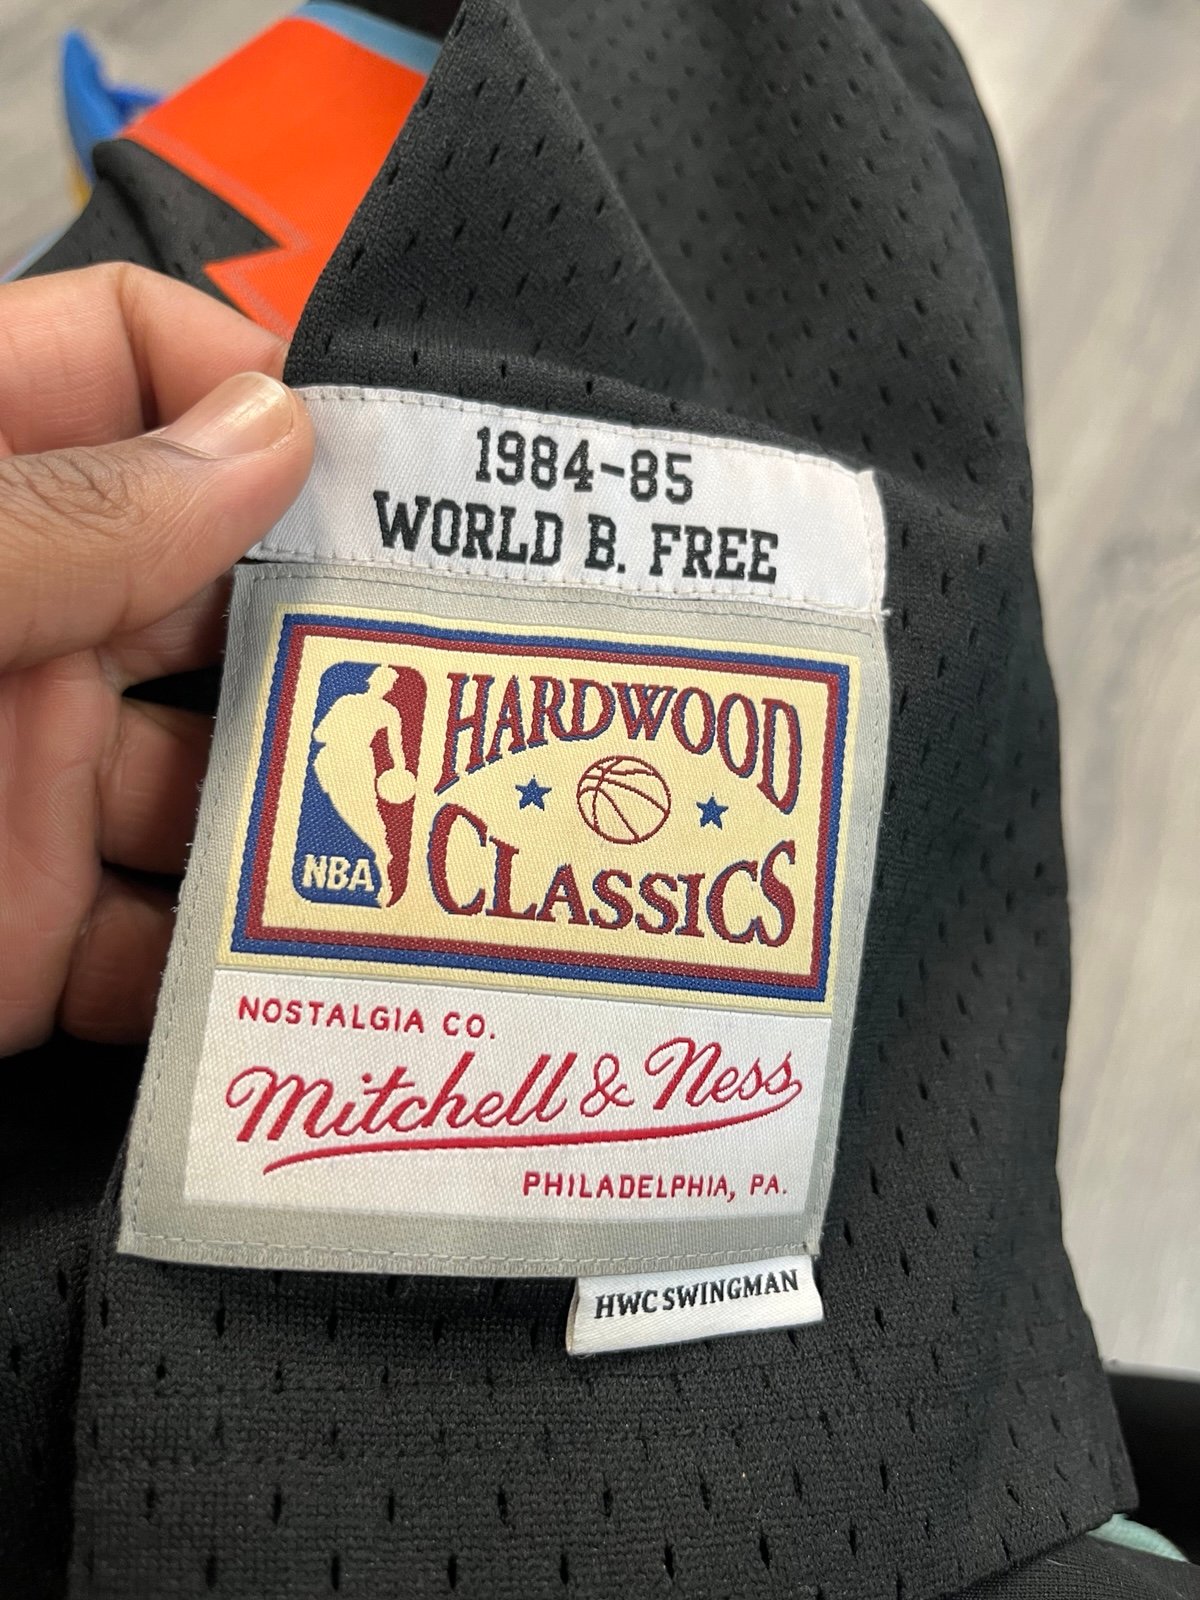 1984-85
WORLD B. FREE
HARDWOOD
CLASSICS
NBA
NOSTALGIA CO.
Mitchell & Ness
PHILADELPHIA, PA.
HWC SWINGMAN